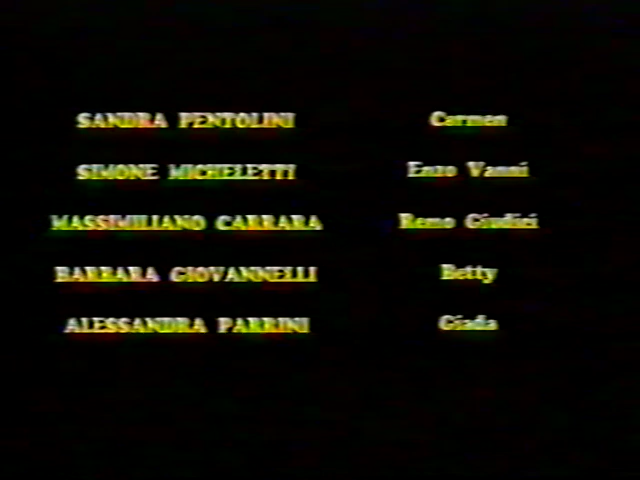 SANDRA PENTOLINI Carmen
SIMONE MICHELETTI Enzo Vanni
MASSIMILIANO CARRARA Remo Giudici
BARBARA GIOVANNELLI Betty
ALESSANDRA PARRINI Giada